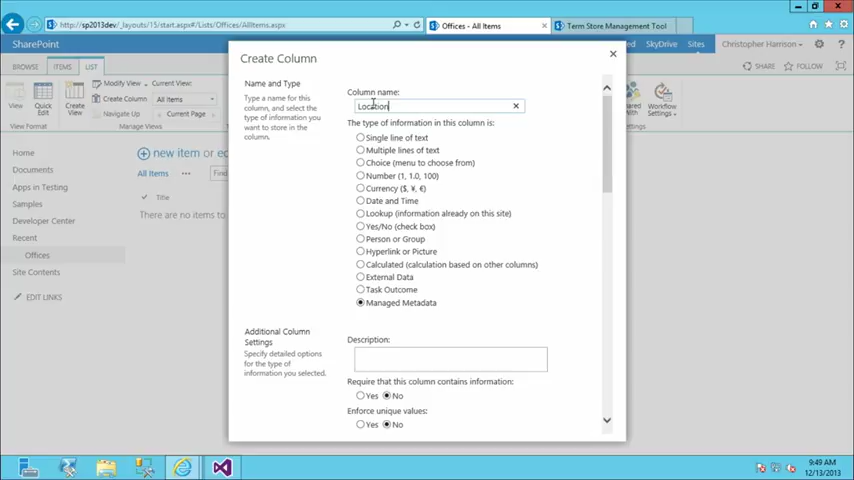 http://sp2013dev/_layouts/15/start.aspx#/Lists/Offices/AllItems.aspx
Offices - All Items
Term Store Management Tool
SharePoint
SkyDrive
Sites
Christopher Harrison
BROWSE
ITEMS
LIST
SHARE
FOLLOW
View
Quick
Edit
Create
View
Modify View
Create Column
Navigate Up
Current View:
All Items
Current Page
View Format
Manage Views
Shared
With
Workflow
Settings
Home
Documents
Apps in Testing
Samples
Developer Center
Recent
Offices
Site Contents
EDIT LINKS
new item or
All Items
Find
Title
There are no items to
Create Column
Name and Type
Type a name for this
column, and select the
type of information you
want to store in the
column.
Column name:
Location
The type of information in this column is:
Single line of text
Multiple lines of text
Choice (menu to choose from)
Number (1, 1.0, 100)
Currency ($, ¥, €)
Date and Time
Lookup (information already on this site)
Yes/No (check box)
Person or Group
Hyperlink or Picture
Calculated (calculation based on other columns)
External Data
Task Outcome
Managed Metadata
Additional Column
Settings
Specify detailed options
for the type of
information you selected.
Description:
Require that this column contains information:
Yes No
Enforce unique values:
Yes No
9:49 AM
12/13/2013